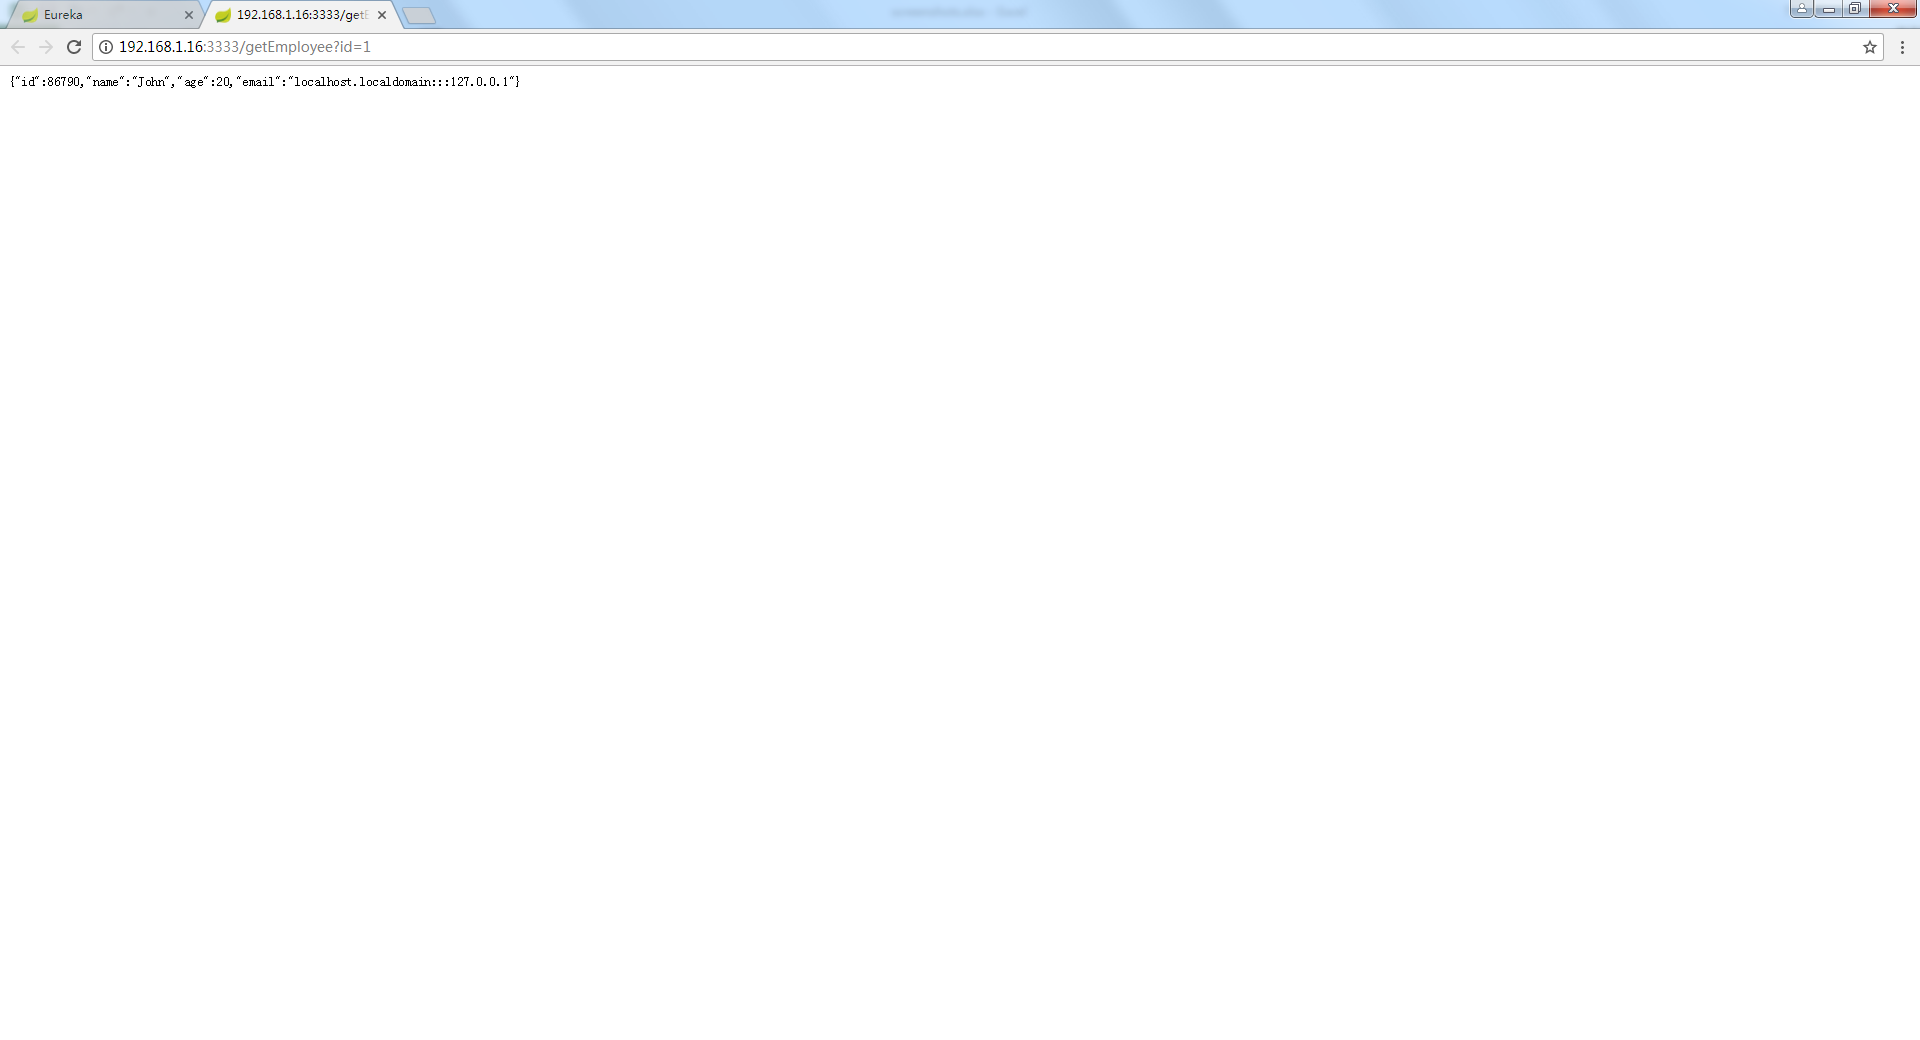 Eureka
192.168.1.16:3333/getE
192.168.1.16:3333/getEmployee?id=1
{"id":86790,"name":"John","age":20,"email":"localhost.localdomain:::127.0.0.1"}